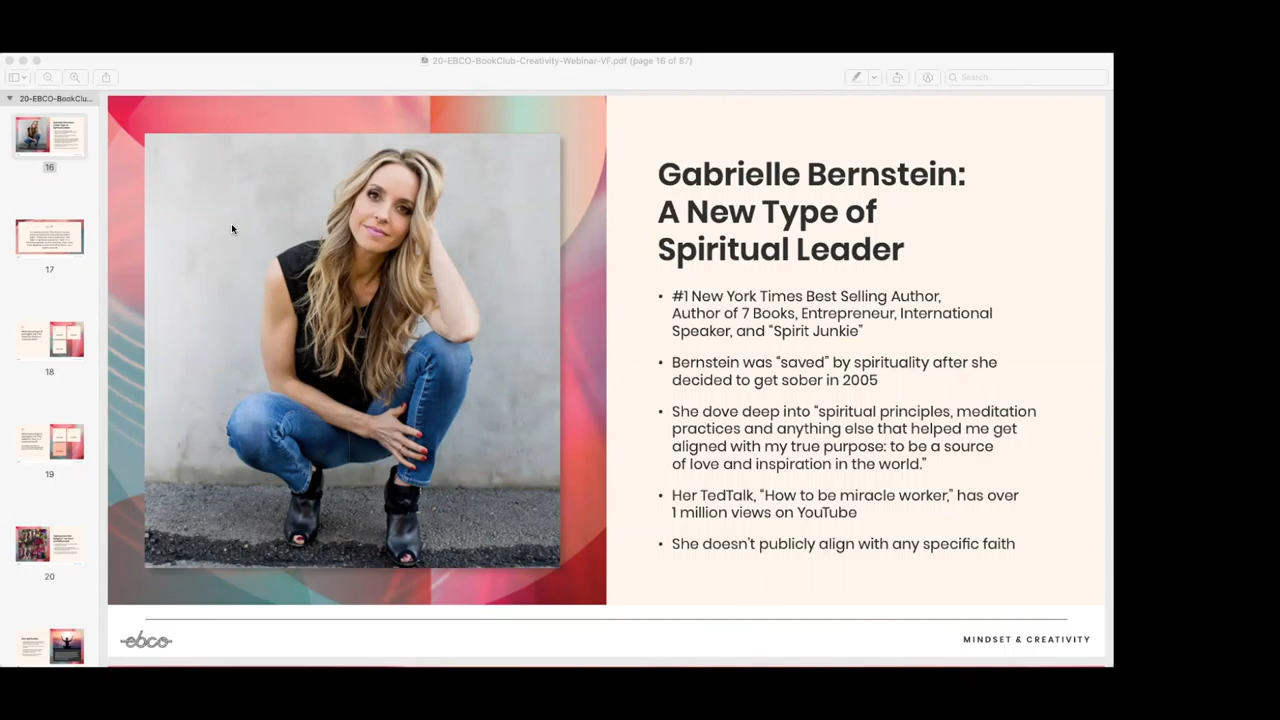 20-EBCO-BookClub-Creativity-Webinar-VF.pdf (page 16 of 87)
Search
20-EBCO-BookClu...
16
17
18
19
20
Gabrielle Bernstein:
A New Type of
Spiritual Leader
• #1 New York Times Best Selling Author,
Author of 7 Books, Entrepreneur, International
Speaker, and “Spirit Junkie”
• Bernstein was “saved” by spirituality after she
decided to get sober in 2005
• She dove deep into “spiritual principles, meditation
practices and anything else that helped me get
aligned with my true purpose: to be a source
of love and inspiration in the world.”
• Her TedTalk, “How to be miracle worker,” has over
1 million views on YouTube
• She doesn’t publicly align with any specific faith
ebco
MINDSET & CREATIVITY